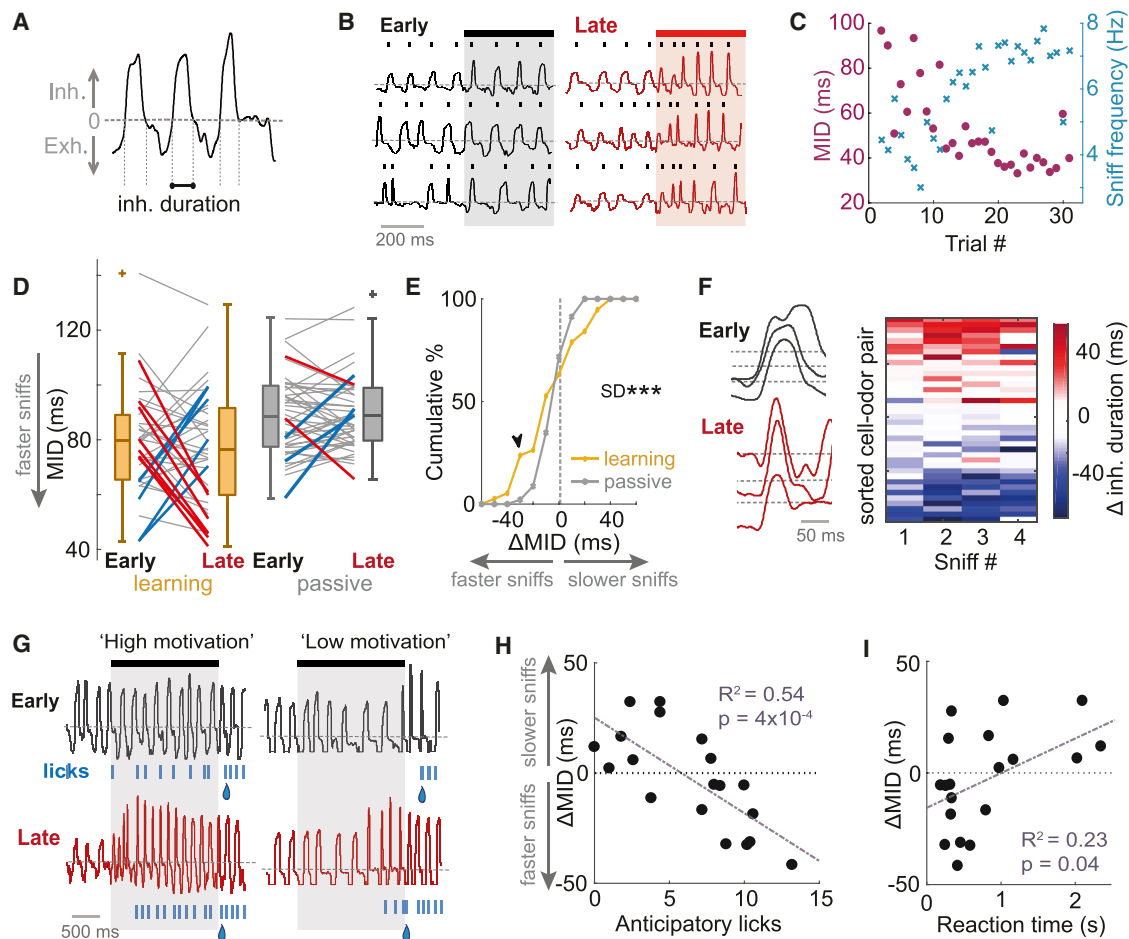 A
Inh.
0
Exh.
inh. duration
B
Early
Late
200 ms
C
100
80
60
40
20
MID (ms)
8
6
4
Sniff frequency (Hz)
0
10
20
30
Trial #
D
faster sniffs
MID (ms)
120
80
40
Early
Late
Early
Late
learning
passive
E
Cumulative %
100
50
0
SD***
learning
passive
-40
0
40
ΔMID (ms)
faster sniffs
slower sniffs
F
Early
Late
50 ms
sorted cell-odor pair
1
2
3
4
Sniff #
40
0
-40
Δ inh. duration (ms)
G
'High motivation'
'Low motivation'
Early
licks
Late
500 ms
H
slower sniffs
faster sniffs
ΔMID (ms)
50
0
-50
R² = 0.54
p = 4x10⁻⁴
0
5
10
15
Anticipatory licks
I
ΔMID (ms)
50
0
-50
R² = 0.23
p = 0.04
0
1
2
Reaction time (s)